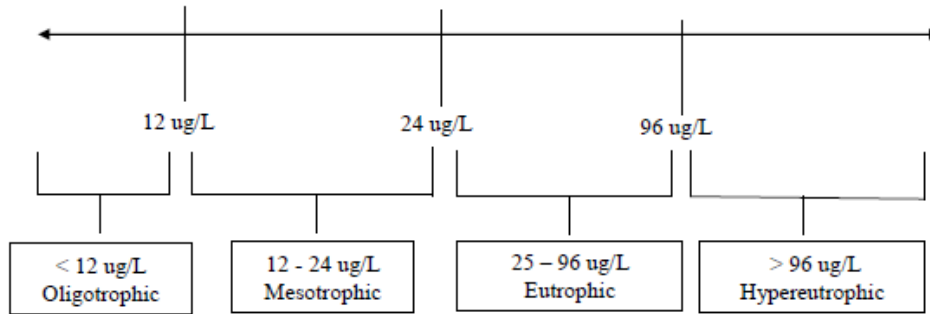 12 ug/L
24 ug/L
96 ug/L
< 12 ug/L
Oligotrophic
12 - 24 ug/L
Mesotrophic
25 – 96 ug/L
Eutrophic
> 96 ug/L
Hypereutrophic